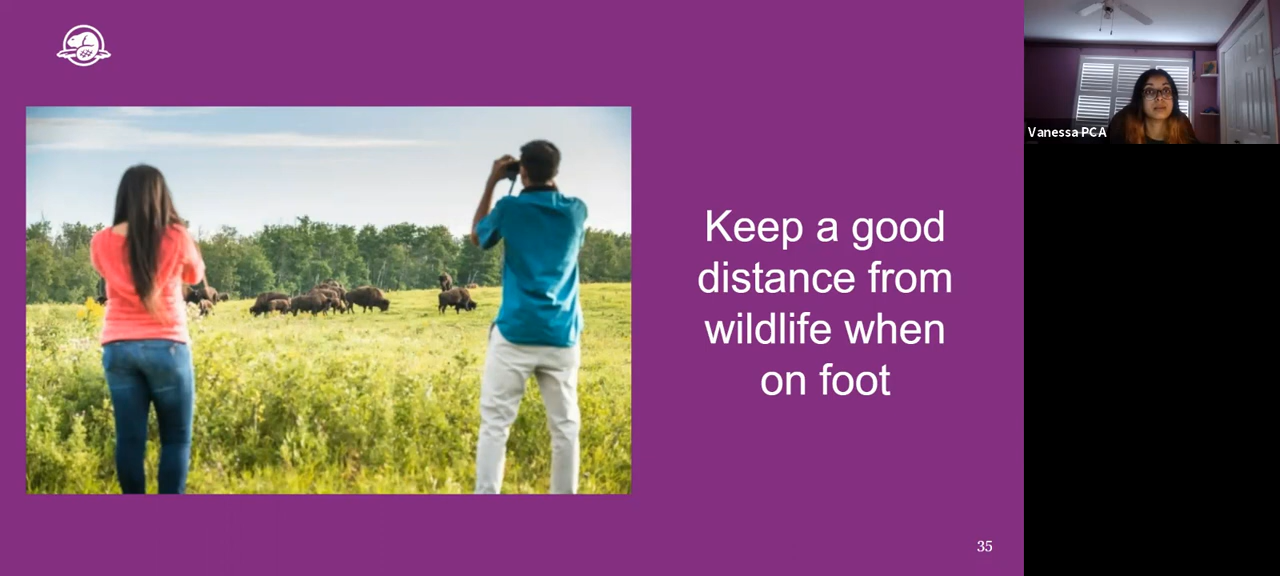 Vanessa PCA
Keep a good
distance from
wildlife when
on foot
35